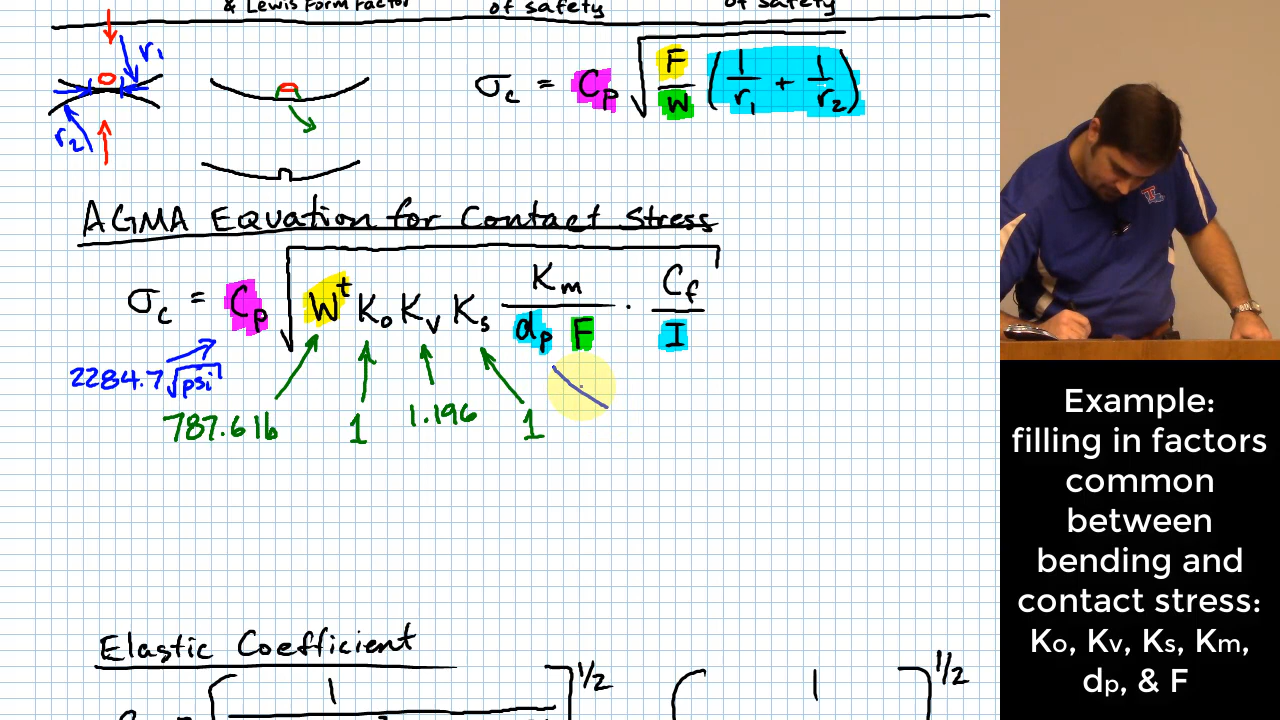 & Lewis Form Factor of safety of safety
r₁
r₂
σc = Cp √ F/W (1/r₁ + 1/r₂)
AGMA Equation for Contact Stress
σc = Cp √ Wᵗ Ko Kv Ks Km/dp F · Cf/I
2284.7 √psi
787.6 lb 1 1.196 1
Elastic Coefficient
1 1/2 1 1/2
Example:
filling in factors
common
between
bending and
contact stress:
Ko, Kv, Ks, Km,
dp, & F